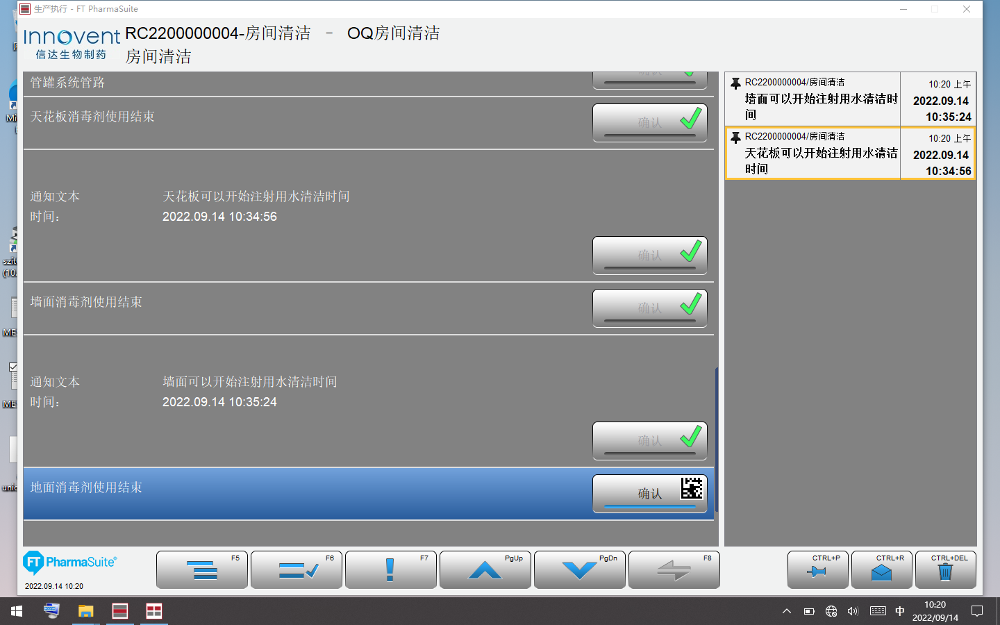 生产执行 - FT PharmaSuite
Innovent
信达生物制药
RC2200000004-房间清洁 - OQ房间清洁
房间清洁
管罐系统管路
确认
天花板消毒剂使用结束
确认
通知文本 天花板可以开始注射用水清洁时间
时间: 2022.09.14 10:34:56
确认
墙面消毒剂使用结束
确认
通知文本 墙面可以开始注射用水清洁时间
时间: 2022.09.14 10:35:24
确认
地面消毒剂使用结束
确认
RC2200000004/房间清洁
10:20 上午
墙面可以开始注射用水清洁时
间
2022.09.14
10:35:24
RC2200000004/房间清洁
10:20 上午
天花板可以开始注射用水清洁
时间
2022.09.14
10:34:56
FT PharmaSuite®
2022.09.14 10:20
F5
F6
F7
PgUp
PgDn
F8
CTRL+P
CTRL+R
CTRL+DEL
Mi
szit
(10.
ME
ME
unic
中
10:20
2022/09/14